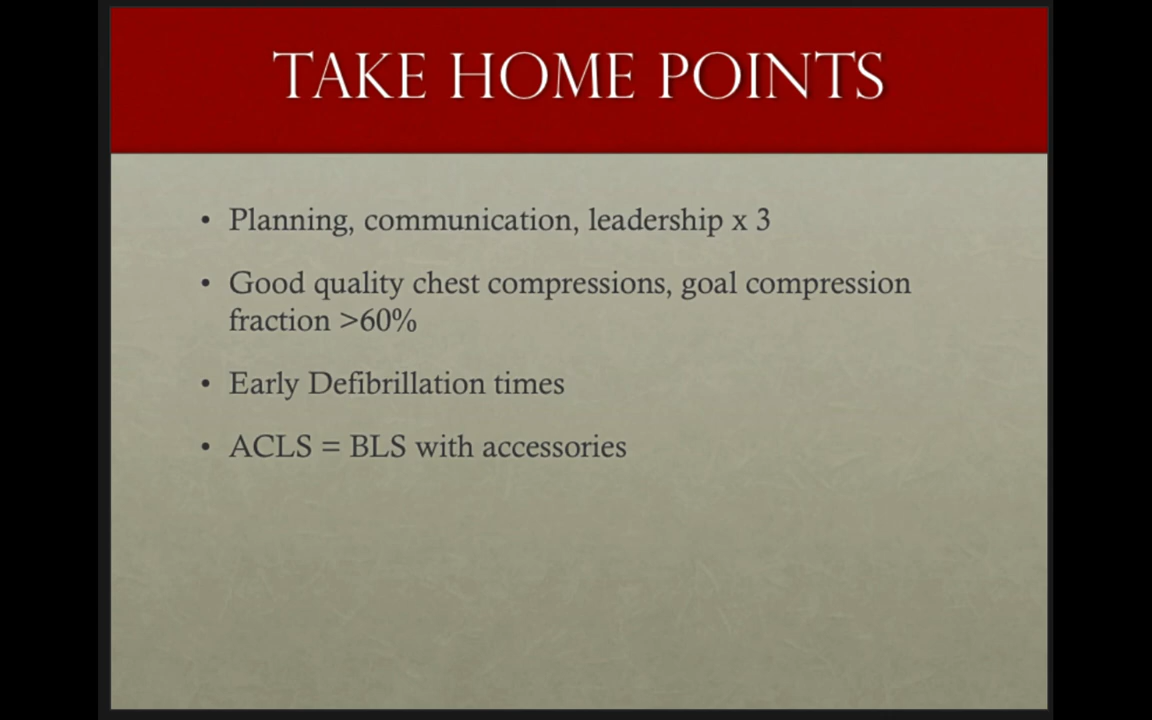 TAKE HOME POINTS
• Planning, communication, leadership x 3
• Good quality chest compressions, goal compression
fraction >60%
• Early Defibrillation times
• ACLS = BLS with accessories